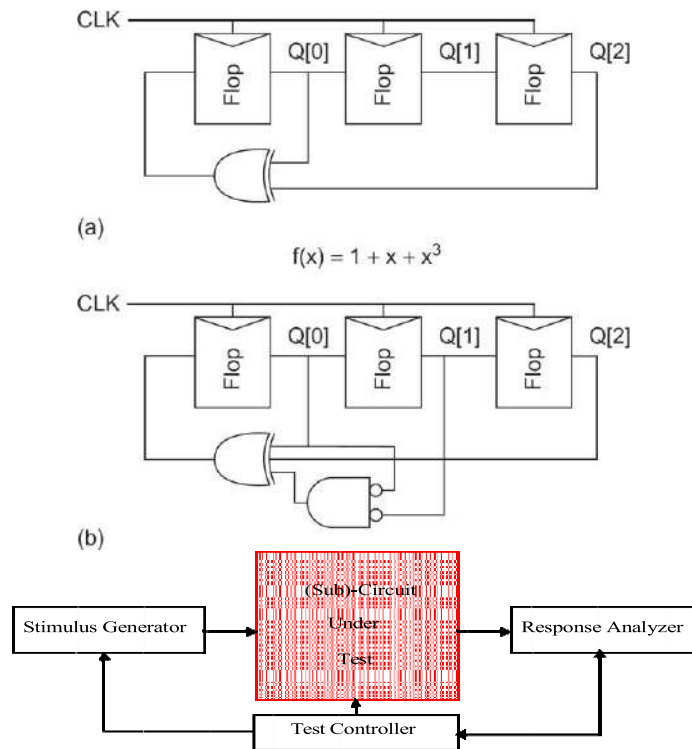 CLK
Q[0] Q[1] Q[2]
Flop Flop Flop
(a)
f(x) = 1 + x + x³
CLK
Q[0] Q[1] Q[2]
Flop Flop Flop
(b)
(Sub)-Circuit
Stimulus Generator Under Response Analyzer
Test
Test Controller